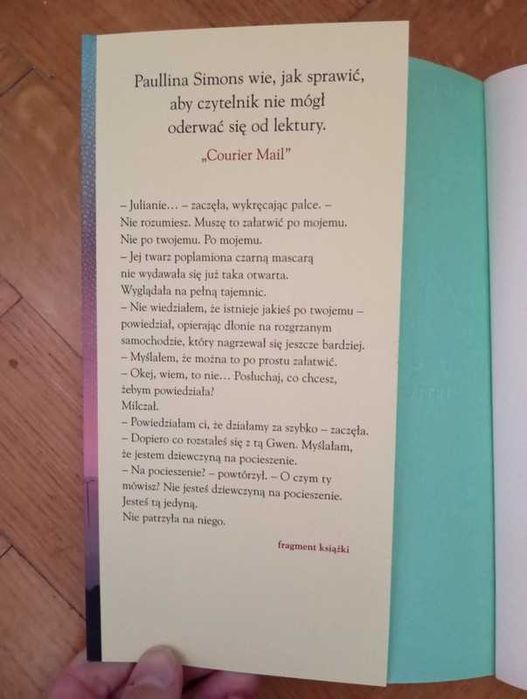 Paullina Simons wie, jak sprawić,
aby czytelnik nie mógł
oderwać się od lektury.
„Courier Mail”
– Julianie… – zaczęła, wykręcając palce. –
Nie rozumiesz. Muszę to załatwić po mojemu.
Nie po twojemu. Po mojemu.
– Jej twarz poplamiona czarną mascarą
nie wydawała się już taka otwarta.
Wyglądała na pełną tajemnic.
– Nie wiedziałem, że istnieje jakieś po twojemu –
powiedział, opierając dłonie na rozgrzanym
samochodzie, który nagrzewał się jeszcze bardziej.
– Myślałem, że można to po prostu załatwić.
– Okej, wiem, to nie… Posłuchaj, co chcesz,
żebym powiedziała?
Milczał.
– Powiedziałam ci, że działamy za szybko – zaczęła.
– Dopiero co rozstałeś się z tą Gwen. Myślałam,
że jestem dziewczyną na pocieszenie.
– Na pocieszenie? – powtórzył. – O czym ty
mówisz? Nie jesteś dziewczyną na pocieszenie.
Jesteś tą jedyną.
Nie patrzyła na niego.
fragment książki